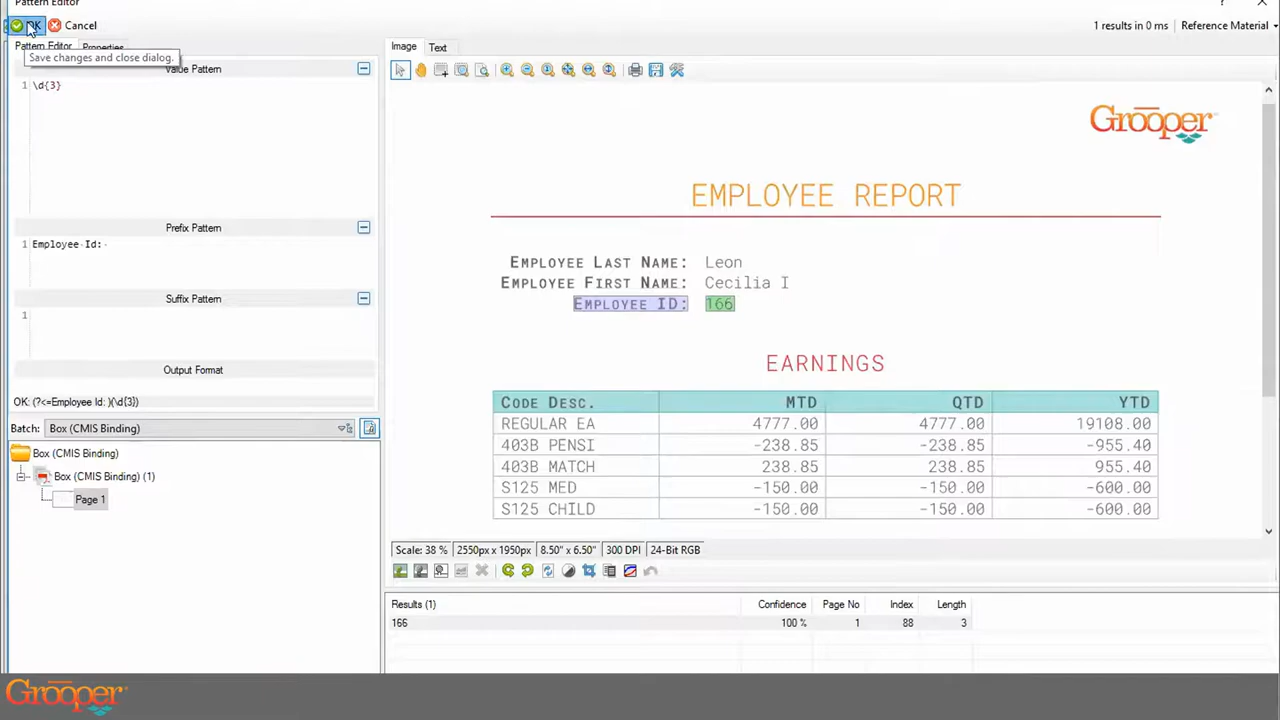 Pattern Editor
OK Cancel 1 results in 0 ms Reference Material
Pattern Editor Properties Image Text
Save changes and close dialog.
Value Pattern
1 \d{3}
Grooper
EMPLOYEE REPORT
Prefix Pattern
1 Employee Id:
EMPLOYEE LAST NAME: Leon
EMPLOYEE FIRST NAME: Cecilia I
EMPLOYEE ID: 166
Suffix Pattern
1
EARNINGS
Output Format
OK: (?<=Employee Id: )(\d{3})
CODE DESC. MTD QTD YTD
REGULAR EA 4777.00 4777.00 19108.00
403B PENSI -238.85 -238.85 -955.40
403B MATCH 238.85 238.85 955.40
S125 MED -150.00 -150.00 -600.00
S125 CHILD -150.00 -150.00 -600.00
Batch: Box (CMIS Binding)
Box (CMIS Binding)
Box (CMIS Binding) (1)
Page 1
Scale: 38 % 2550px x 1950px 8.50" x 6.50" 300 DPI 24-Bit RGB
Results (1) Confidence Page No Index Length
166 100 % 1 88 3
Grooper